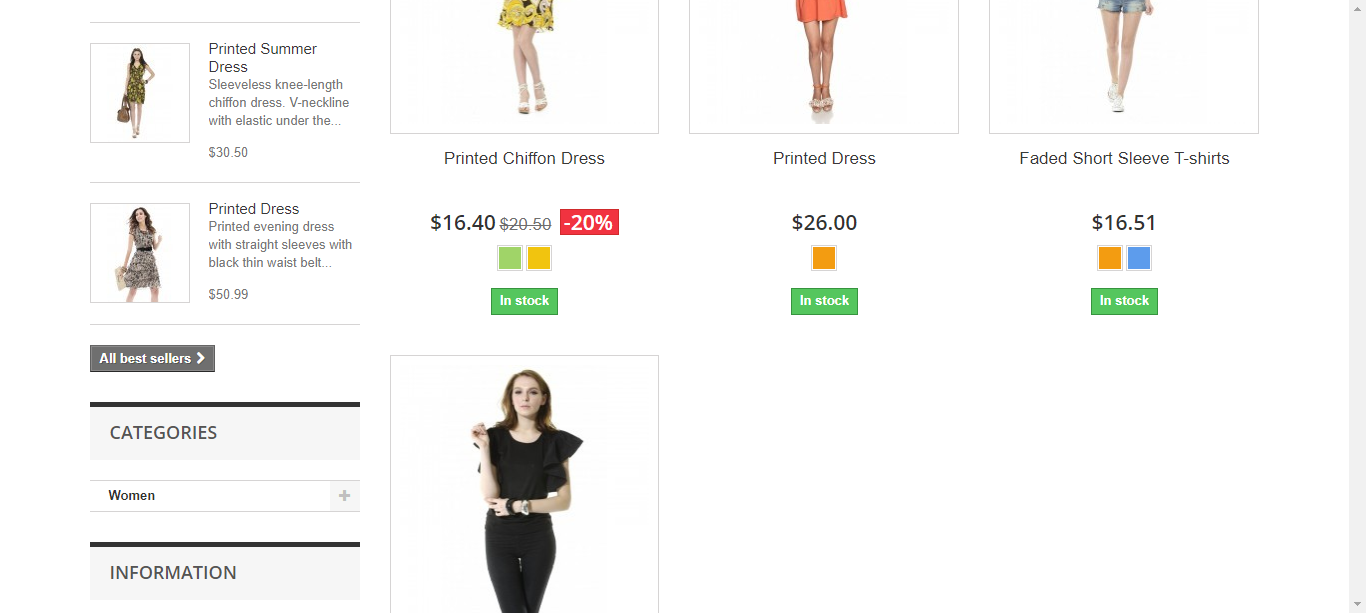 Printed Summer
Dress
Sleeveless knee-length
chiffon dress. V-neckline
with elastic under the...
$30.50
Printed Dress
Printed evening dress
with straight sleeves with
black thin waist belt...
$50.99
All best sellers
CATEGORIES
Women
INFORMATION
Printed Chiffon Dress
$16.40 $20.50 -20%
In stock
Printed Dress
$26.00
In stock
Faded Short Sleeve T-shirts
$16.51
In stock